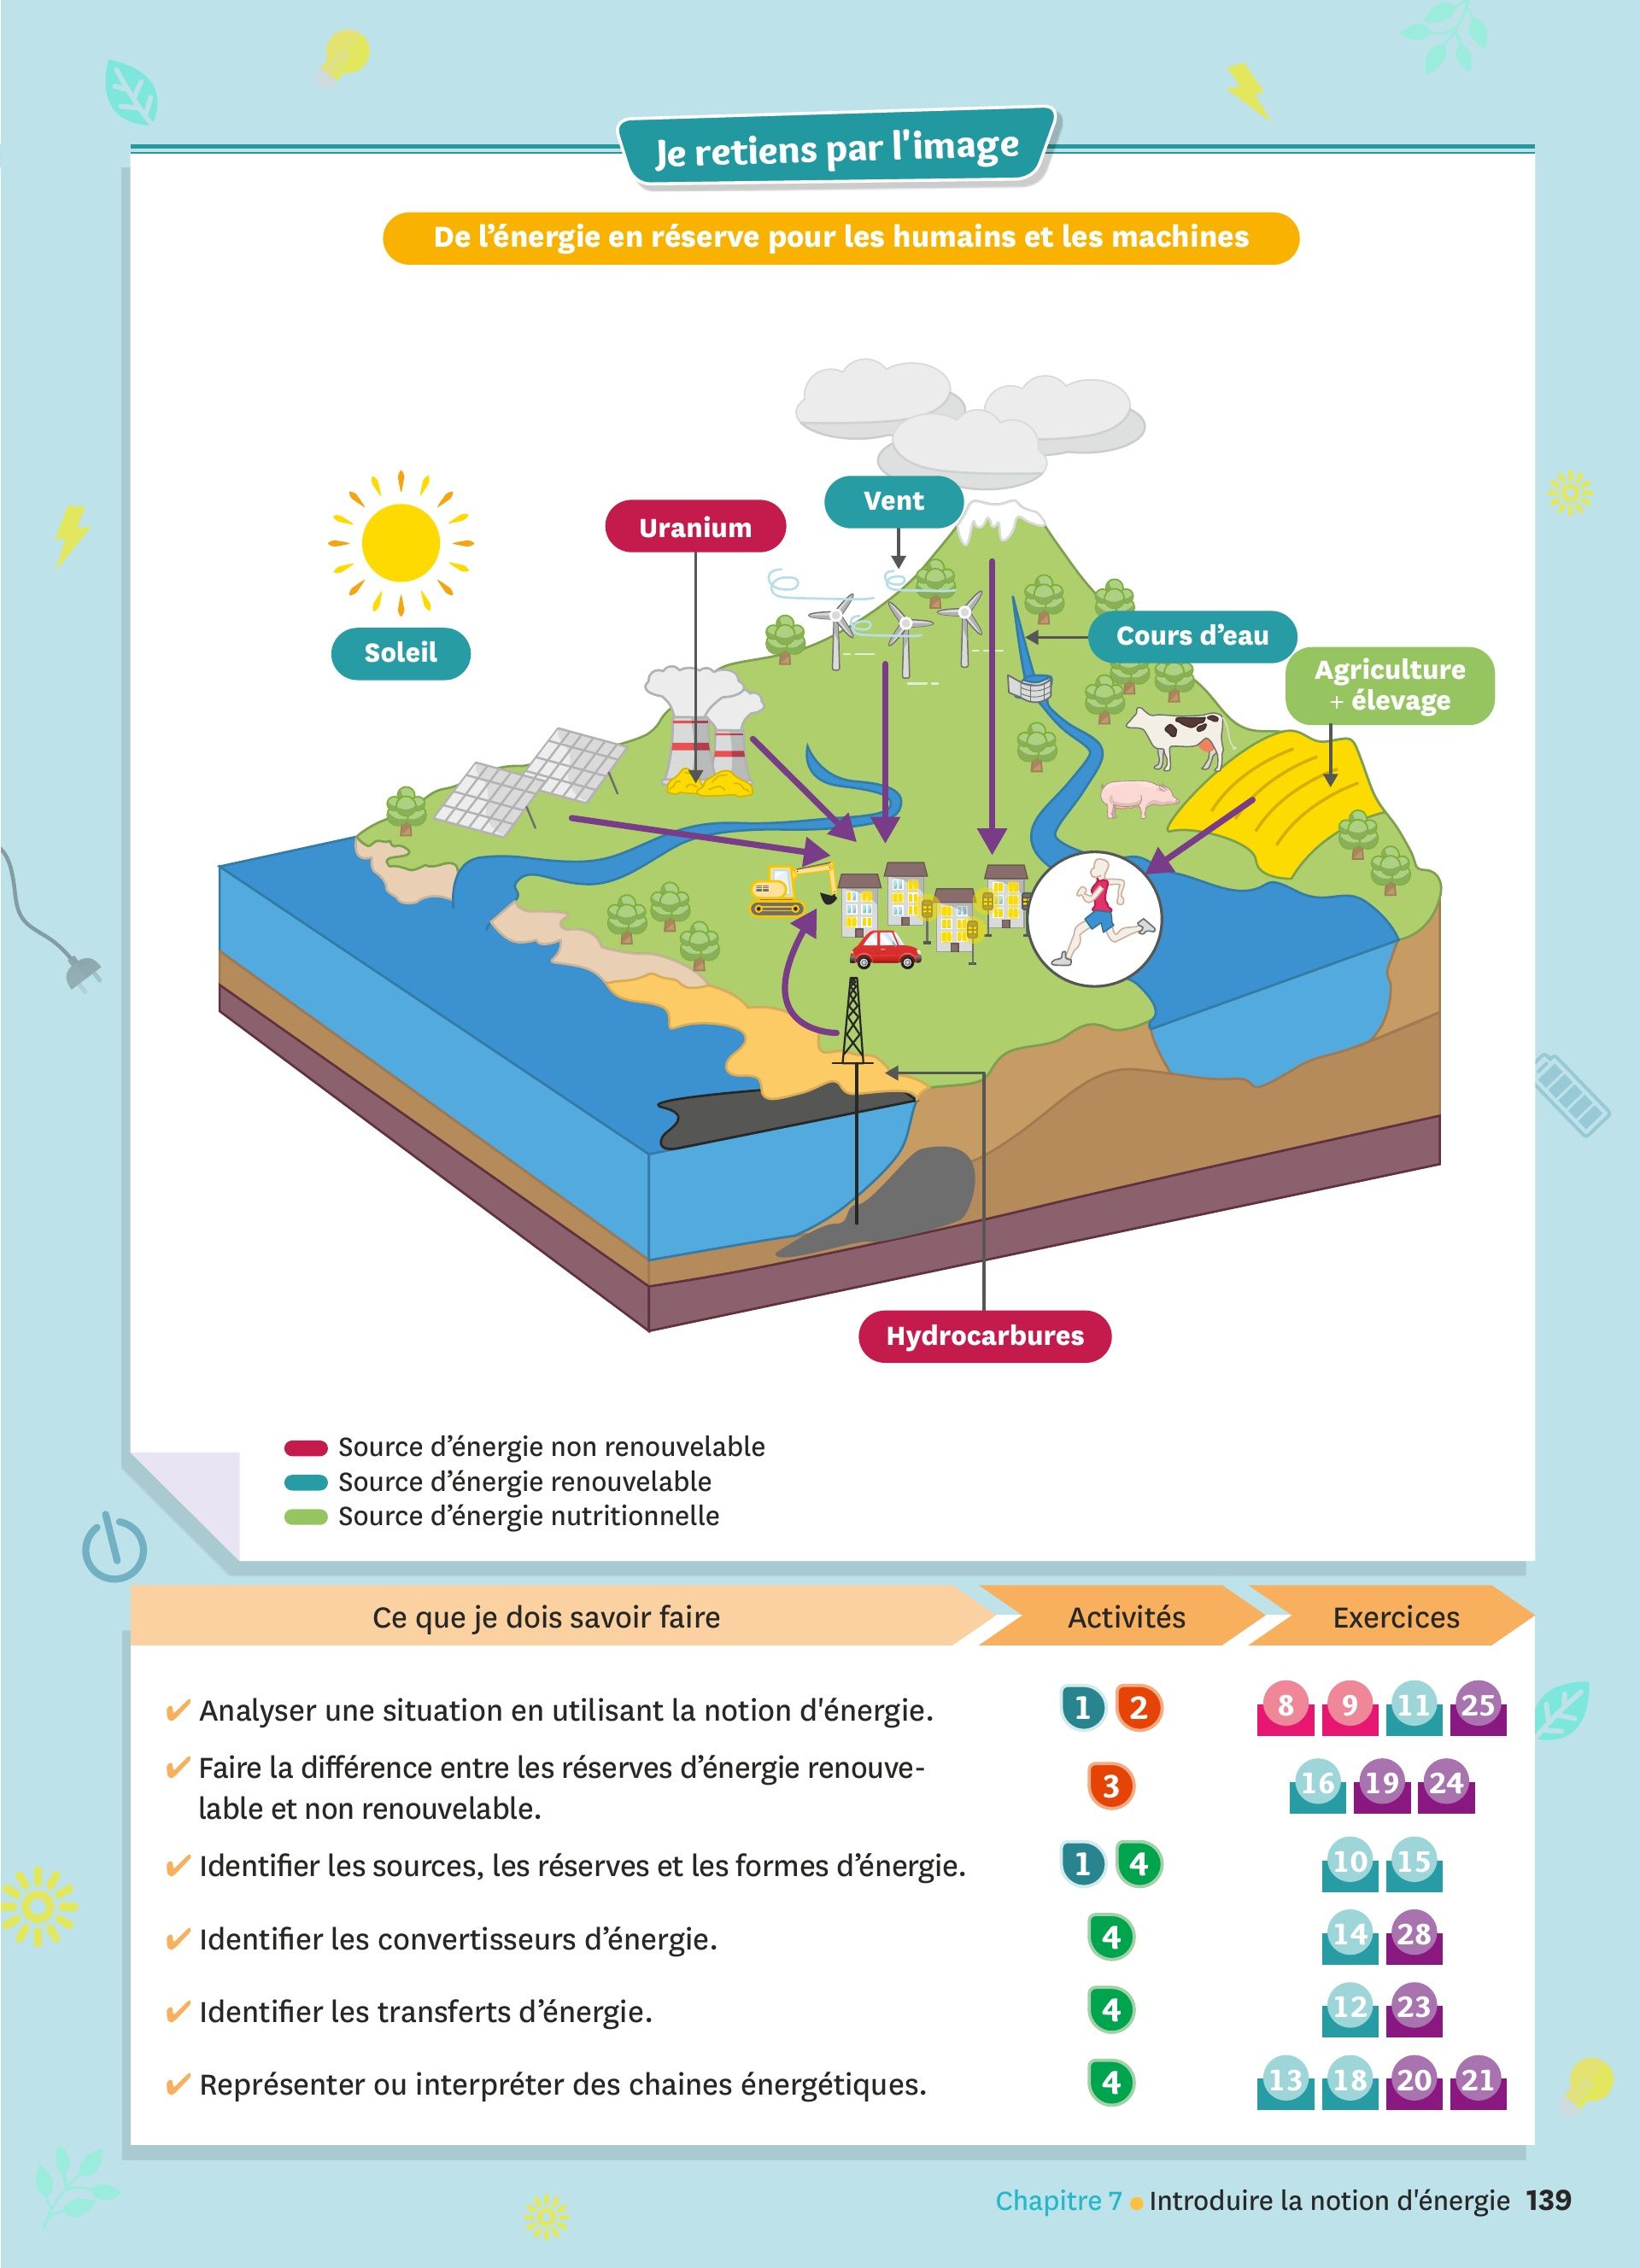 Je retiens par l'image
De l’énergie en réserve pour les humains et les machines
Vent
Uranium
Soleil
Cours d’eau
Agriculture
+ élevage
Hydrocarbures
Source d’énergie non renouvelable
Source d’énergie renouvelable
Source d’énergie nutritionnelle
Ce que je dois savoir faire Activités Exercices
✔ Analyser une situation en utilisant la notion d'énergie. 1 2 8 9 11 25
✔ Faire la différence entre les réserves d’énergie renouve-
lable et non renouvelable. 3 16 19 24
✔ Identifier les sources, les réserves et les formes d’énergie. 1 4 10 15
✔ Identifier les convertisseurs d’énergie. 4 14 28
✔ Identifier les transferts d’énergie. 4 12 23
✔ Représenter ou interpréter des chaines énergétiques. 4 13 18 20 21
Chapitre 7 ● Introduire la notion d'énergie 139